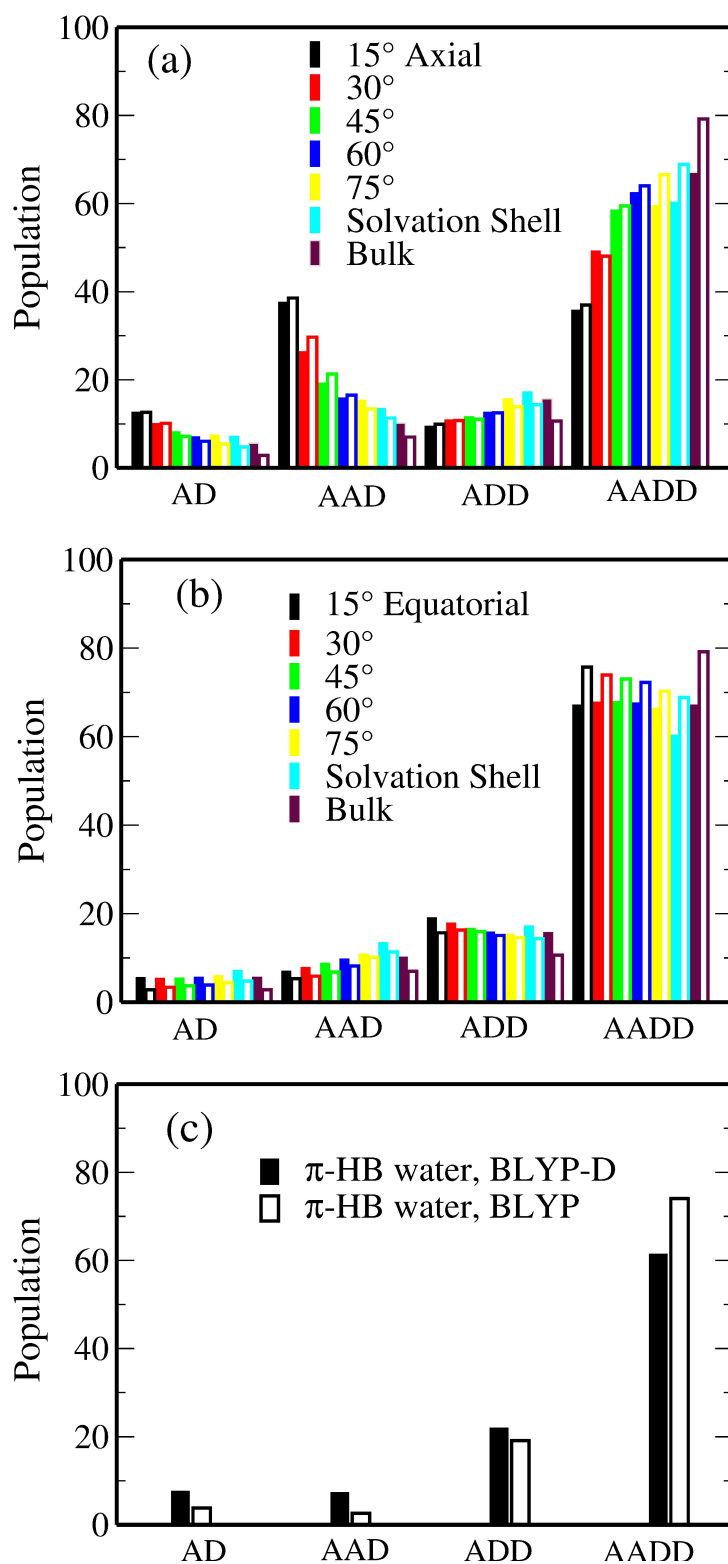 100
(a)
15° Axial
30°
80
45°
60°
75°
60
Solvation Shell
Bulk
Population
40
20
0
AD AAD ADD AADD
100
(b)
15° Equatorial
30°
80
45°
60°
75°
60
Solvation Shell
Bulk
Population
40
20
0
AD AAD ADD AADD
100
(c)
π-HB water, BLYP-D
80
π-HB water, BLYP
60
Population
40
20
0
AD AAD ADD AADD